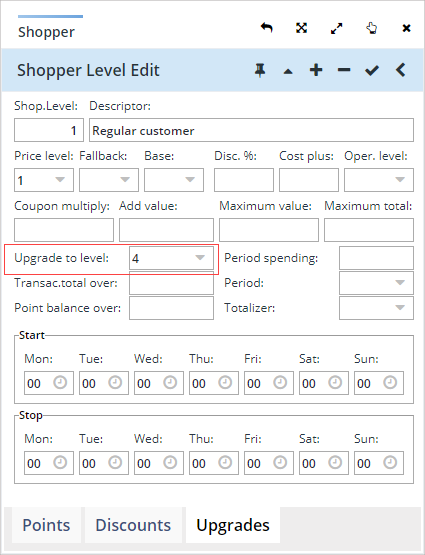 Shopper
Shopper Level Edit
Shop.Level: Descriptor:
1 Regular customer
Price level: Fallback: Base: Disc. %: Cost plus: Oper. level:
1
Coupon multiply: Add value: Maximum value: Maximum total:
Upgrade to level: 4 Period spending:
Transac.total over: Period:
Point balance over: Totalizer:
Start
Mon: Tue: Wed: Thu: Fri: Sat: Sun:
00 00 00 00 00 00 00
Stop
Mon: Tue: Wed: Thu: Fri: Sat: Sun:
00 00 00 00 00 00 00
Points Discounts Upgrades